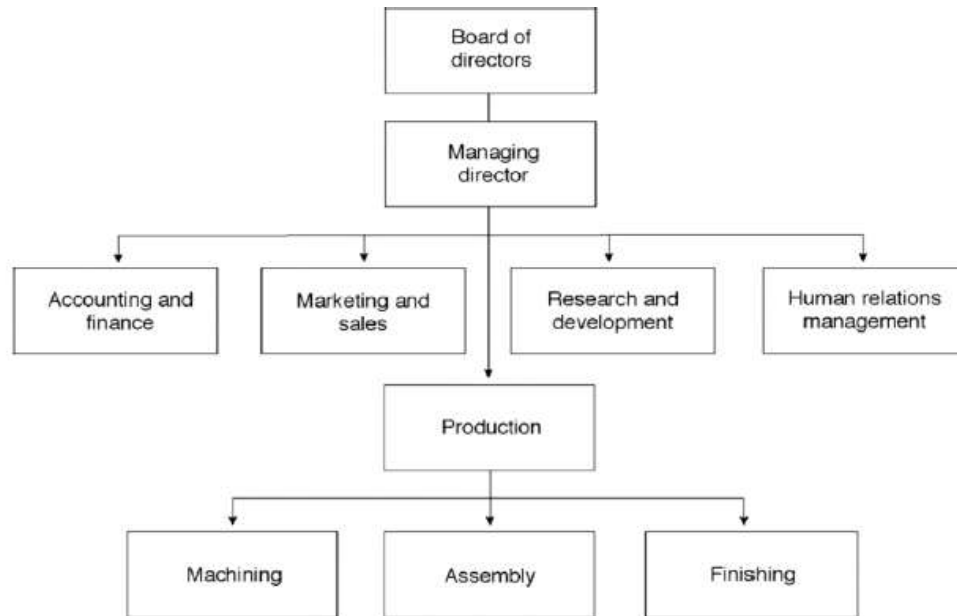 Board of
directors
Managing
director
Accounting and
finance
Marketing and
sales
Research and
development
Human relations
management
Production
Machining
Assembly
Finishing